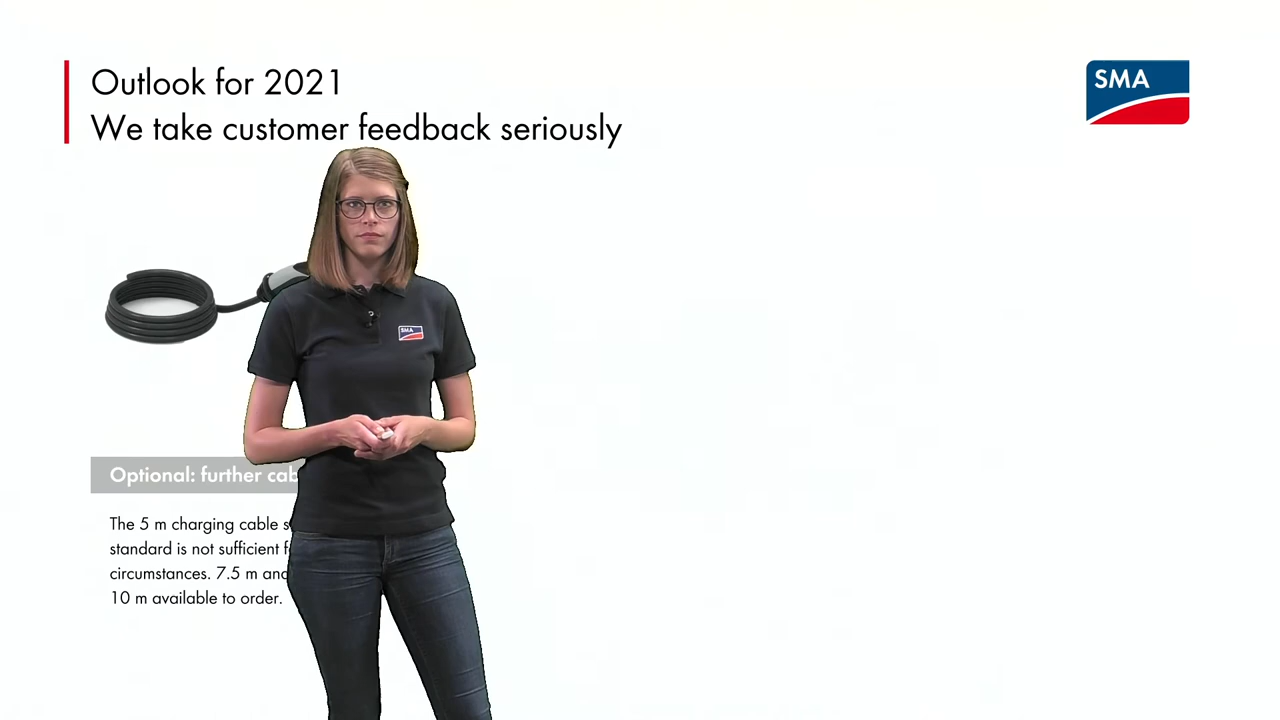 Outlook for 2021
We take customer feedback seriously
SMA
SMA
Optional: further
The 5 m charging cable
standard is not sufficient
circumstances. 7.5 m and
10 m available to order.